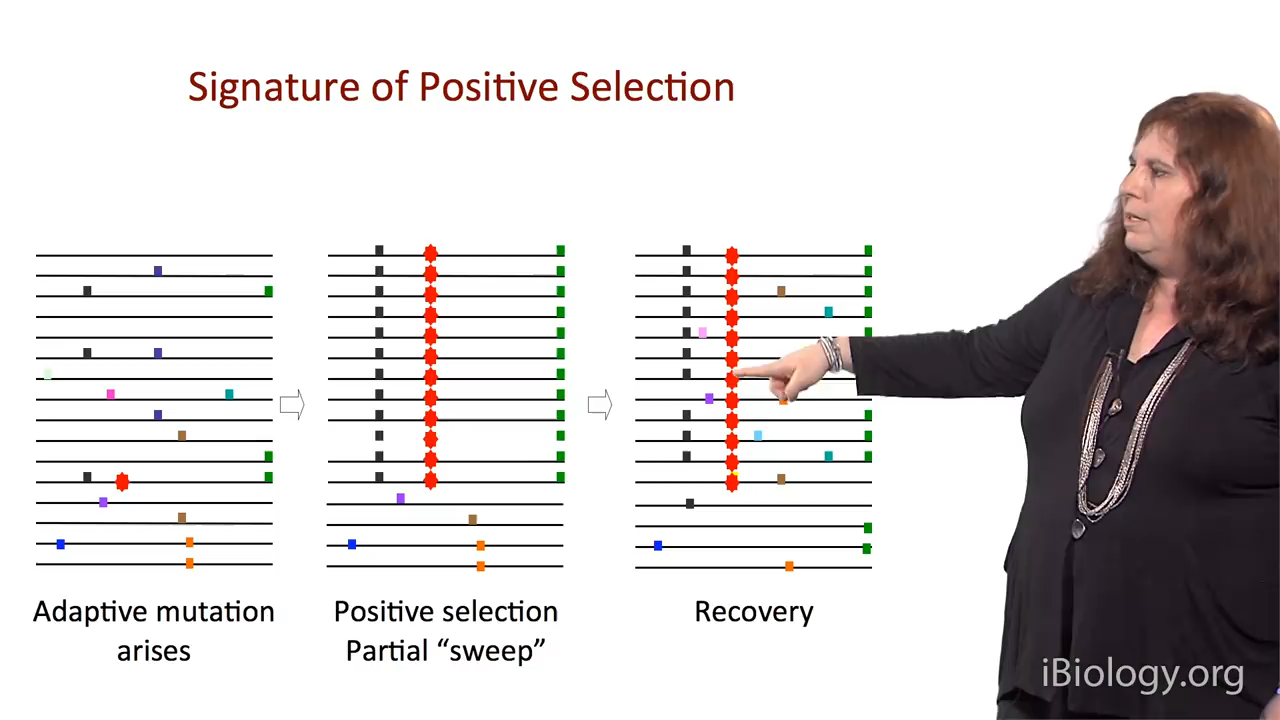 Signature of Positive Selection
Adaptive mutation
arises
Positive selection
Partial “sweep”
Recovery
iBiology.org